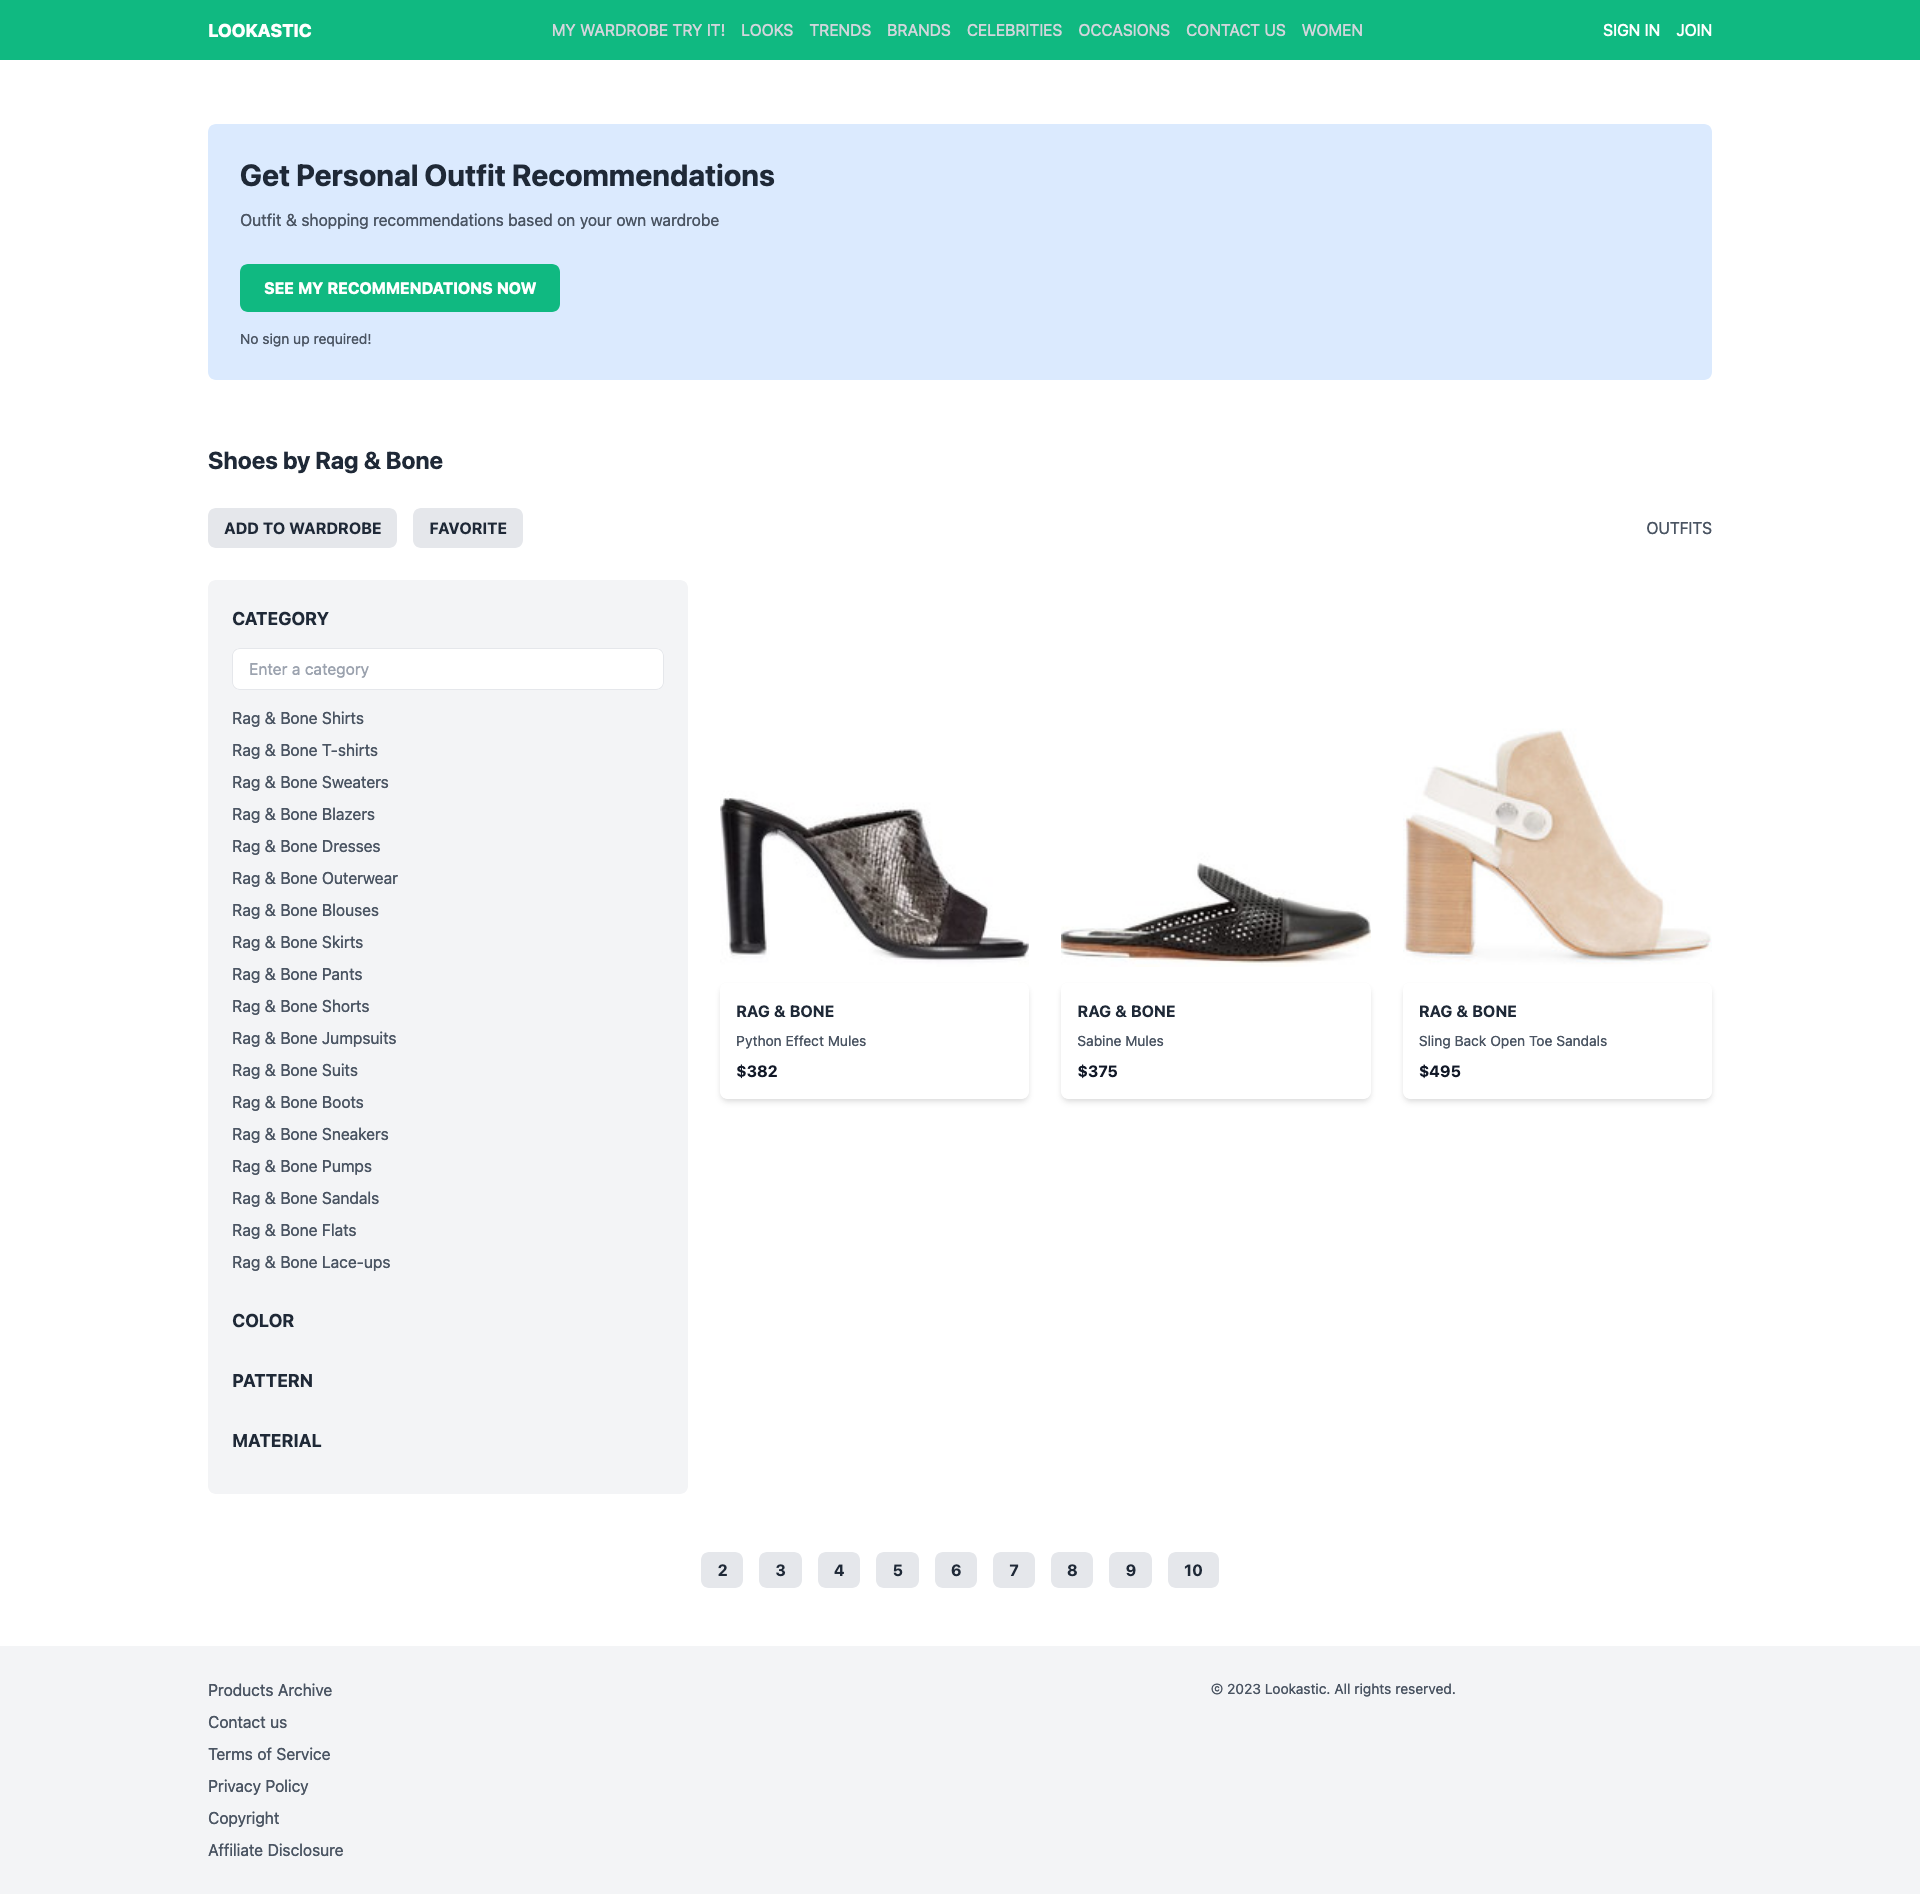 LOOKASTIC
MY WARDROBE TRY IT! LOOKS TRENDS BRANDS CELEBRITIES OCCASIONS CONTACT US WOMEN
SIGN IN JOIN
Get Personal Outfit Recommendations
Outfit & shopping recommendations based on your own wardrobe
SEE MY RECOMMENDATIONS NOW
No sign up required!
Shoes by Rag & Bone
ADD TO WARDROBE FAVORITE
OUTFITS
CATEGORY
Enter a category
Rag & Bone Shirts
Rag & Bone T-shirts
Rag & Bone Sweaters
Rag & Bone Blazers
Rag & Bone Dresses
Rag & Bone Outerwear
Rag & Bone Blouses
Rag & Bone Skirts
Rag & Bone Pants
Rag & Bone Shorts
Rag & Bone Jumpsuits
Rag & Bone Suits
Rag & Bone Boots
Rag & Bone Sneakers
Rag & Bone Pumps
Rag & Bone Sandals
Rag & Bone Flats
Rag & Bone Lace-ups
COLOR
PATTERN
MATERIAL
RAG & BONE
Python Effect Mules
$382
RAG & BONE
Sabine Mules
$375
RAG & BONE
Sling Back Open Toe Sandals
$495
2 3 4 5 6 7 8 9 10
Products Archive
Contact us
Terms of Service
Privacy Policy
Copyright
Affiliate Disclosure
© 2023 Lookastic. All rights reserved.